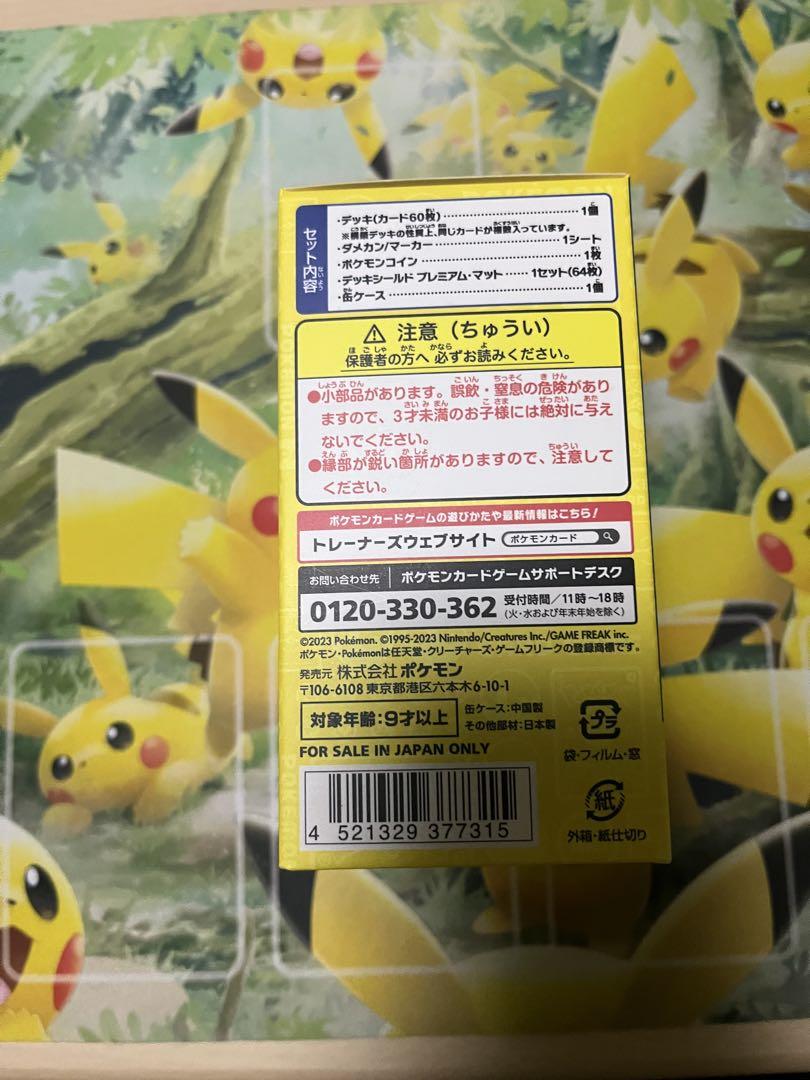 セット内容
・デッキ(カード60枚)……1個
※構築デッキの性質上、同じカードが複数入っています。
・ダメカン/マーカー……1シート
・ポケモンコイン……1枚
・デッキシールド プレミアム・マット……1セット(64枚)
・缶ケース……1個
⚠ 注意(ちゅうい)
保護者の方へ 必ずお読みください。
●小部品があります。誤飲・窒息の危険があり
ますので、3才未満のお子様には絶対に与え
ないでください。
●縁部が鋭い箇所がありますので、注意して
ください。
ポケモンカードゲームの遊びかたや最新情報はこちら!
トレーナーズウェブサイト ポケモンカード
お問い合わせ先 ポケモンカードゲームサポートデスク
0120-330-362 受付時間/11時~18時
(火・水および年末年始を除く)
©2023 Pokémon. ©1995-2023 Nintendo/Creatures Inc./GAME FREAK inc.
ポケモン・Pokémonは任天堂・クリーチャーズ・ゲームフリークの登録商標です。
発売元 株式会社ポケモン
〒106-6108 東京都港区六本木6-10-1
対象年齢:9才以上 缶ケース:中国製
その他部材:日本製
FOR SALE IN JAPAN ONLY
プラ
袋・フィルム・窓
紙
外箱・紙仕切り
4 521329 377315